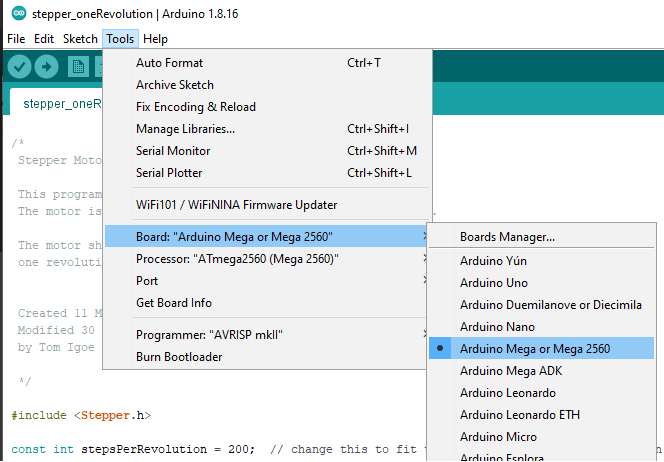 stepper_oneRevolution | Arduino 1.8.16
File Edit Sketch Tools Help
Auto Format Ctrl+T
Archive Sketch
Fix Encoding & Reload
Manage Libraries... Ctrl+Shift+I
Serial Monitor Ctrl+Shift+M
Serial Plotter Ctrl+Shift+L
WiFi101 / WiFiNINA Firmware Updater
Board: "Arduino Mega or Mega 2560"
Processor: "ATmega2560 (Mega 2560)"
Port
Get Board Info
Programmer: "AVRISP mkII"
Burn Bootloader
Boards Manager...
Arduino Yún
Arduino Uno
Arduino Duemilanove or Diecimila
Arduino Nano
Arduino Mega or Mega 2560
Arduino Mega ADK
Arduino Leonardo
Arduino Leonardo ETH
Arduino Micro
Arduino Esplora
stepper_oneR
/*
Stepper Moto
This program
The motor is
The motor sh
one revoluti
Created 11 M
Modified 30
by Tom Igoe
*/
#include <Stepper.h>
const int stepsPerRevolution = 200; // change this to fit